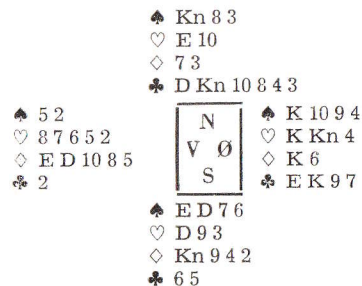 ♠ Kn 8 3
♡ E 10
♢ 7 3
♣ D Kn 10 8 4 3
♠ 5 2
♡ 8 7 6 5 2
♢ E D 10 8 5
♣ 2
N
V Ø
S
♠ K 10 9 4
♡ K Kn 4
♢ K 6
♣ E K 9 7
♠ E D 7 6
♡ D 9 3
♢ Kn 9 4 2
♣ 6 5